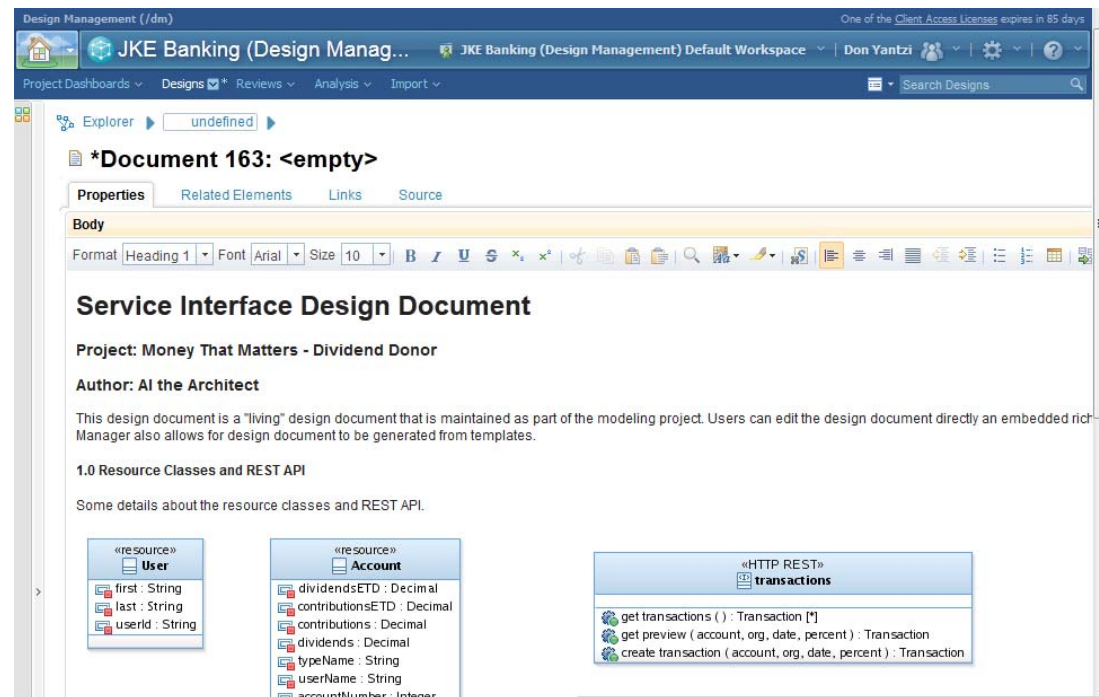 Design Management (/dm)
One of the Client Access Licenses expires in 85 days
JKE Banking (Design Manag...
JKE Banking (Design Management) Default Workspace
Don Yantzi
Project Dashboards
Designs
*
Reviews
Analysis
Import
Search Designs
Explorer
undefined
*Document 163: <empty>
Properties
Related Elements
Links
Source
Body
Format Heading 1 Font Arial Size 10 B I U S x₂ x²
Service Interface Design Document
Project: Money That Matters - Dividend Donor
Author: Al the Architect
This design document is a "living" design document that is maintained as part of the modeling project. Users can edit the design document directly an embedded rich
Manager also allows for design document to be generated from templates.
1.0 Resource Classes and REST API
Some details about the resource classes and REST API.
«resource»
User
first : String
last : String
userId : String
«resource»
Account
dividendsETD : Decimal
contributionsETD : Decimal
contributions : Decimal
dividends : Decimal
typeName : String
userName : String
accountNumber : Integer
«HTTP REST»
transactions
get transactions ( ) : Transaction [*]
get preview ( account, org, date, percent ) : Transaction
create transaction ( account, org, date, percent ) : Transaction